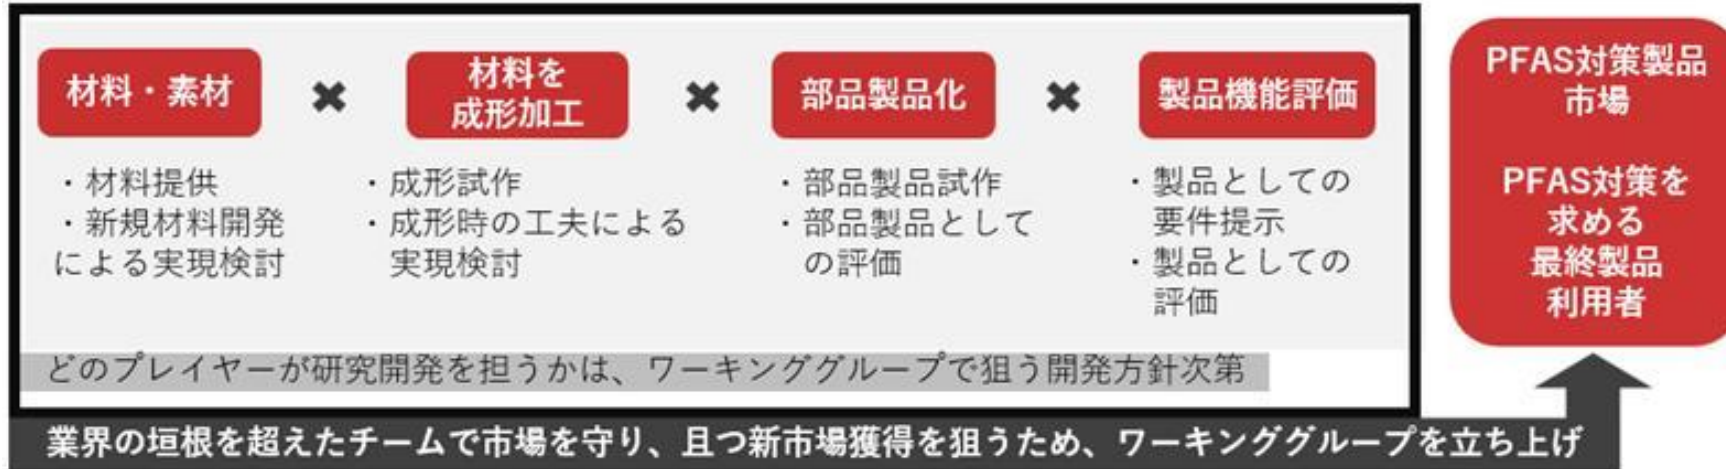 材料・素材
✖
材料を
成形加工
✖
部品製品化
✖
製品機能評価
・材料提供
・新規材料開発
による実現検討
・成形試作
・成形時の工夫による
実現検討
・部品製品試作
・部品製品として
の評価
・製品としての
要件提示
・製品としての
評価
どのプレイヤーが研究開発を担うかは、ワーキンググループで狙う開発方針次第
業界の垣根を超えたチームで市場を守り、且つ新市場獲得を狙うため、ワーキンググループを立ち上げ
PFAS対策製品
市場
PFAS対策を
求める
最終製品
利用者